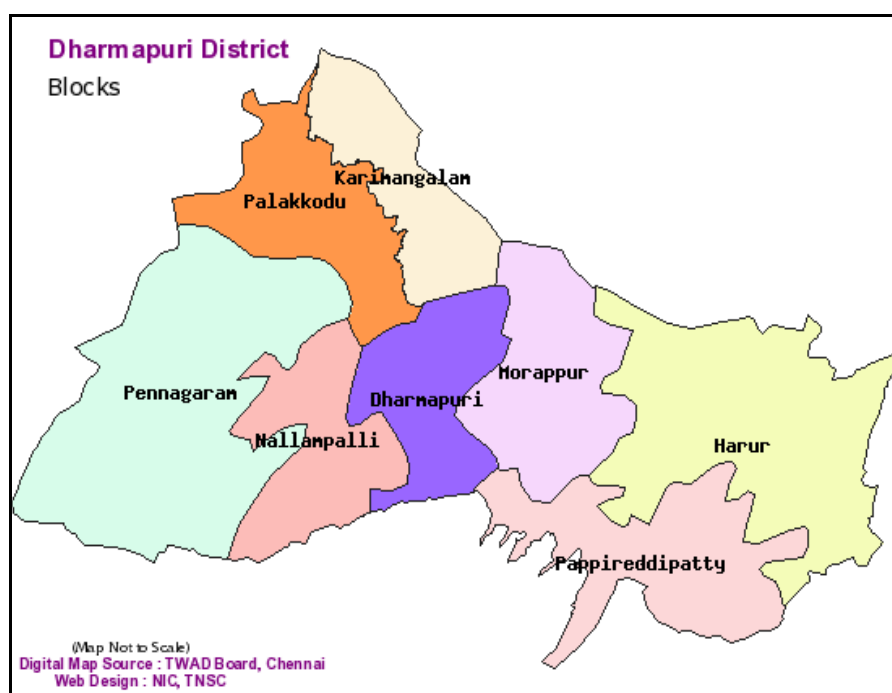 Dharmapuri District
Blocks
Karimangalam
Palakkodu
Morappur
Pennagaram
Dharmapuri
Nallampalli
Harur
Pappireddipatty
(Map Not to Scale)
Digital Map Source : TWAD Board, Chennai
Web Design : NIC, TNSC